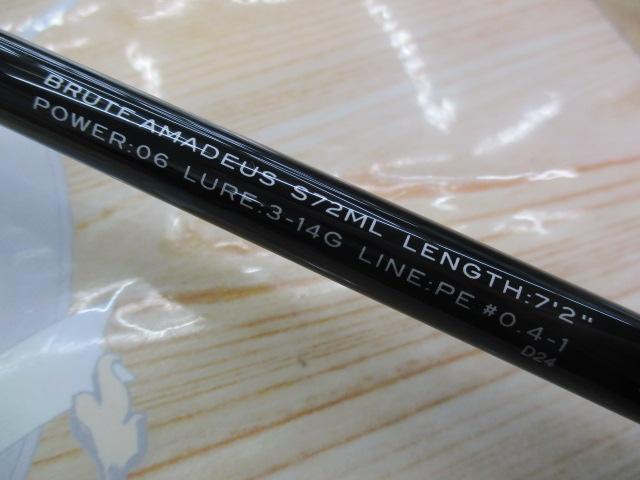 BRUTE AMADEUS S72ML LENGTH:7'2"
POWER:06 LURE:3-14G LINE:PE #0.4-1
D24